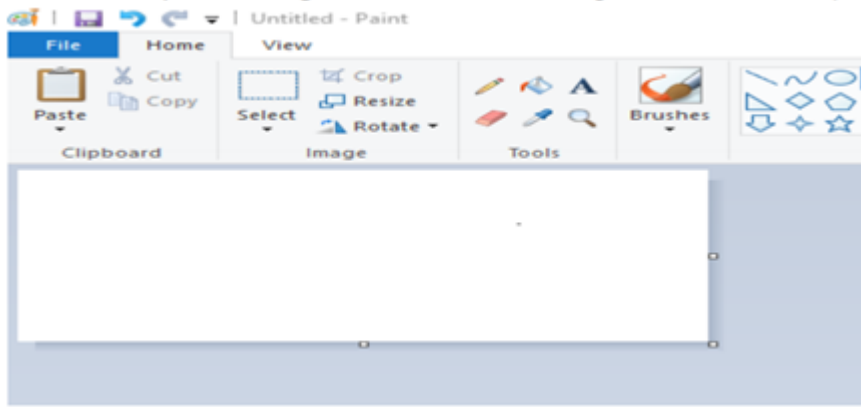 Untitled - Paint
File Home View
Cut Crop
Copy Resize
Paste Select Rotate Brushes
Clipboard Image Tools